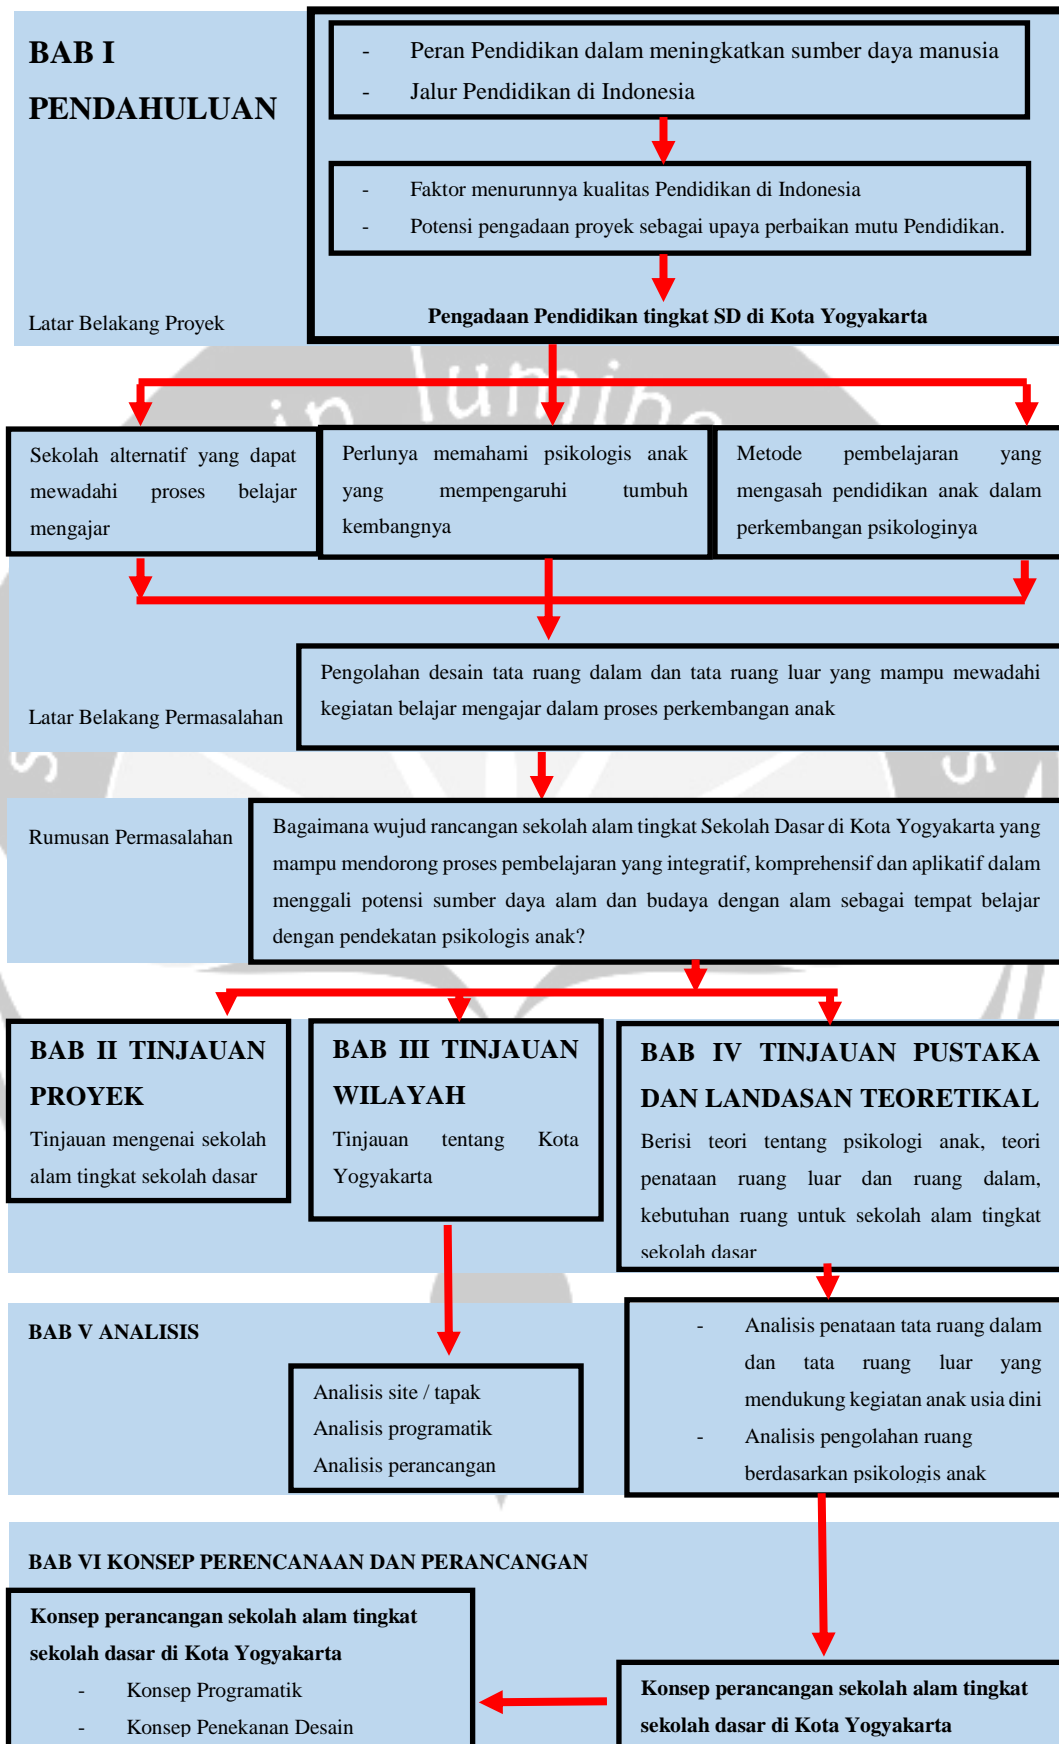 BAB I
PENDAHULUAN
- Peran Pendidikan dalam meningkatkan sumber daya manusia
- Jalur Pendidikan di Indonesia
- Faktor menurunnya kualitas Pendidikan di Indonesia
- Potensi pengadaan proyek sebagai upaya perbaikan mutu Pendidikan.
Latar Belakang Proyek
Pengadaan Pendidikan tingkat SD di Kota Yogyakarta
in lumine
Sekolah alternatif yang dapat
mewadahi proses belajar
mengajar
Perlunya memahami psikologis anak
yang mempengaruhi tumbuh
kembangnya
Metode pembelajaran yang
mengasah pendidikan anak dalam
perkembangan psikologinya
Latar Belakang Permasalahan
Pengolahan desain tata ruang dalam dan tata ruang luar yang mampu mewadahi
kegiatan belajar mengajar dalam proses perkembangan anak
s
s
Rumusan Permasalahan
Bagaimana wujud rancangan sekolah alam tingkat Sekolah Dasar di Kota Yogyakarta yang
mampu mendorong proses pembelajaran yang integratif, komprehensif dan aplikatif dalam
menggali potensi sumber daya alam dan budaya dengan alam sebagai tempat belajar
dengan pendekatan psikologis anak?
BAB II TINJAUAN
PROYEK
Tinjauan mengenai sekolah
alam tingkat sekolah dasar
BAB III TINJAUAN
WILAYAH
Tinjauan tentang Kota
Yogyakarta
BAB IV TINJAUAN PUSTAKA
DAN LANDASAN TEORETIKAL
Berisi teori tentang psikologi anak, teori
penataan ruang luar dan ruang dalam,
kebutuhan ruang untuk sekolah alam tingkat
sekolah dasar
BAB V ANALISIS
Analisis site / tapak
Analisis programatik
Analisis perancangan
- Analisis penataan tata ruang dalam
dan tata ruang luar yang
mendukung kegiatan anak usia dini
- Analisis pengolahan ruang
berdasarkan psikologis anak
BAB VI KONSEP PERENCANAAN DAN PERANCANGAN
Konsep perancangan sekolah alam tingkat
sekolah dasar di Kota Yogyakarta
- Konsep Programatik
- Konsep Penekanan Desain
Konsep perancangan sekolah alam tingkat
sekolah dasar di Kota Yogyakarta